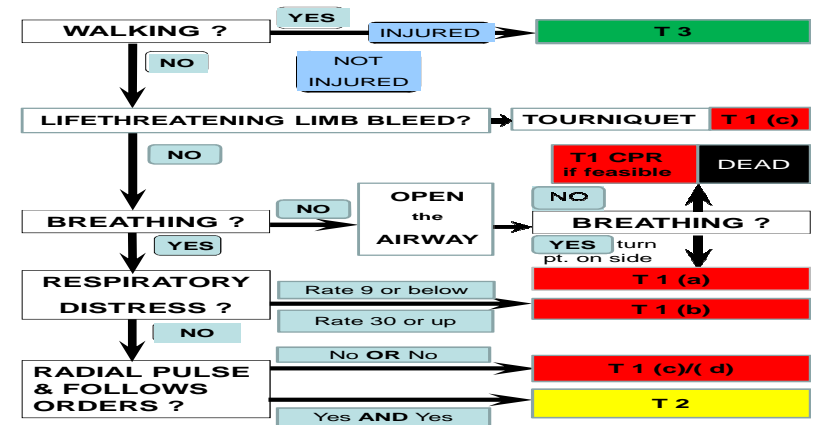 WALKING ?
YES
INJURED
T 3
NO
NOT
INJURED
LIFETHREATENING LIMB BLEED?
TOURNIQUET
T 1 (c)
NO
T1 CPR
if feasible
DEAD
BREATHING ?
NO
OPEN
the
AIRWAY
NO
BREATHING ?
YES
YES turn
pt. on side
RESPIRATORY
DISTRESS ?
Rate 9 or below
T 1 (a)
Rate 30 or up
T 1 (b)
NO
RADIAL PULSE
& FOLLOWS
ORDERS ?
No OR No
T 1 (c)/( d)
Yes AND Yes
T 2